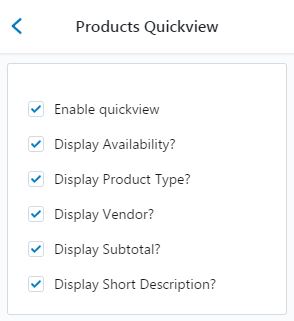 Products Quickview
Enable quickview
Display Availability?
Display Product Type?
Display Vendor?
Display Subtotal?
Display Short Description?